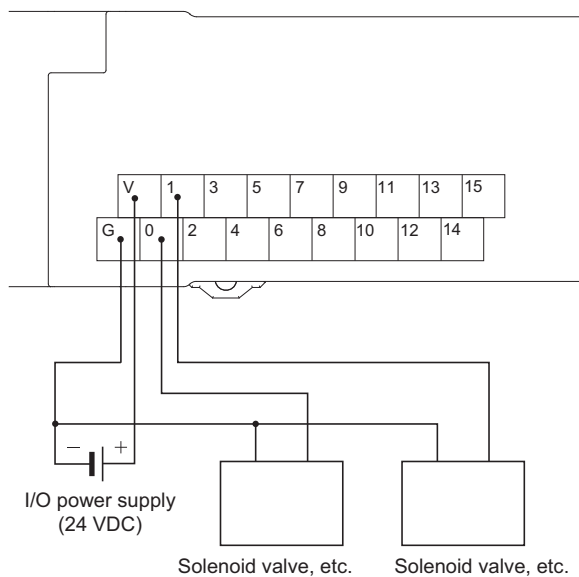 V 1 3 5 7 9 11 13 15
G 0 2 4 6 8 10 12 14
− +
I/O power supply
(24 VDC)
Solenoid valve, etc. Solenoid valve, etc.